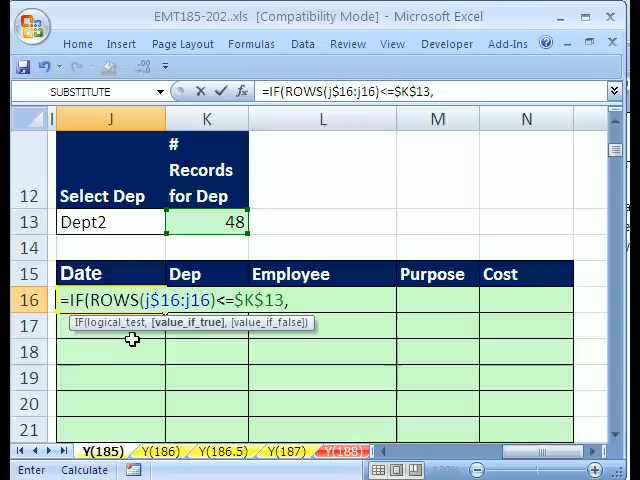 EMT185-202..xls [Compatibility Mode] - Microsoft Excel
Home Insert Page Layout Formulas Data Review View Developer Add-Ins
SUBSTITUTE =IF(ROWS(j$16:j16)<=$K$13,
I J K L M N
12 Select Dep # Records for Dep
13 Dept2 48
14
15 Date Dep Employee Purpose Cost
16 =IF(ROWS(j$16:j16)<=$K$13,
17 IF(logical_test, [value_if_true], [value_if_false])
18
19
20
21
Y(185) Y(186) Y(186.5) Y(187) Y(188)
Enter Calculate 130%